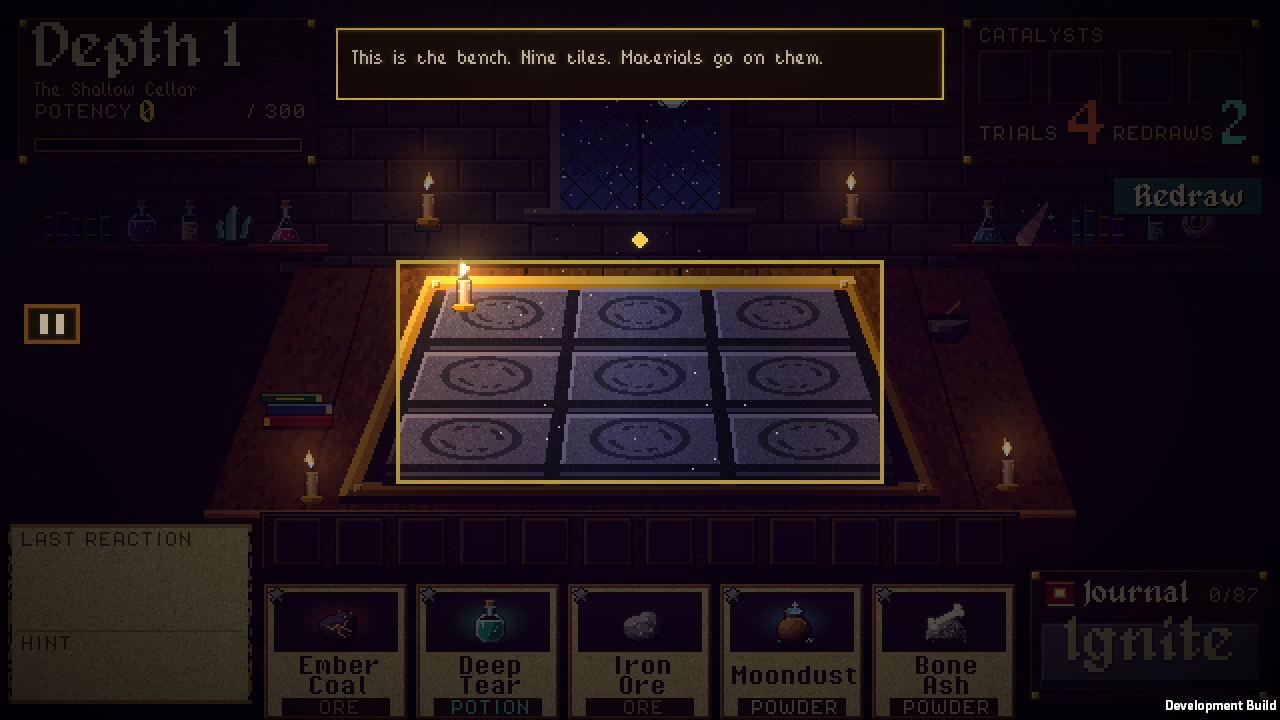 Depth 1
The Shallow Cellar
POTENCY 0 / 300
This is the bench. Nine tiles. Materials go on them.
CATALYSTS
TRIALS 4 REDRAWS 2
Redraw
LAST REACTION
HINT
Ember
Coal
ORE
Deep
Tear
POTION
Iron
Ore
ORE
Moondust
POWDER
Bone
Ash
POWDER
Journal 0/87
Ignite
Development Build